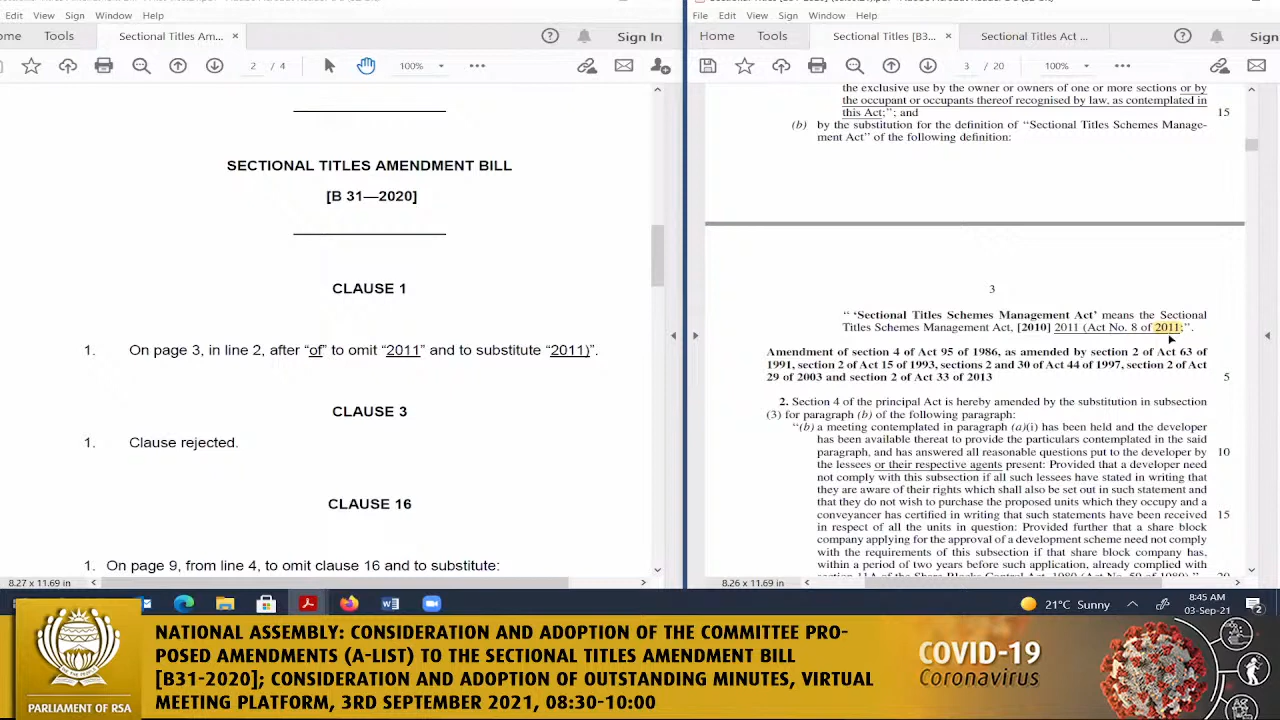 Edit View Sign Window Help
Tools Sectional Titles Am... × Sign In
2 / 4 100%
SECTIONAL TITLES AMENDMENT BILL
[B 31—2020]
CLAUSE 1
1. On page 3, in line 2, after "of" to omit "2011" and to substitute "2011)".
CLAUSE 3
1. Clause rejected.
CLAUSE 16
1. On page 9, from line 4, to omit clause 16 and to substitute:
8.27 x 11.69 in
File Edit View Sign Window Help
Home Tools Sectional Titles [B3... × Sectional Titles Act ... Sign
3 / 20 100%
the exclusive use by the owner or owners of one or more sections or by
the occupant or occupants thereof recognised by law, as contemplated in
this Act;"; and 15
(b) by the substitution for the definition of "Sectional Titles Schemes Manage-
ment Act" of the following definition:
3
" 'Sectional Titles Schemes Management Act' means the Sectional
Titles Schemes Management Act, [2010] 2011 (Act No. 8 of 2011;".
Amendment of section 4 of Act 95 of 1986, as amended by section 2 of Act 63 of
1991, section 2 of Act 15 of 1993, sections 2 and 30 of Act 44 of 1997, section 2 of Act
29 of 2003 and section 2 of Act 33 of 2013 5
2. Section 4 of the principal Act is hereby amended by the substitution in subsection
(3) for paragraph (b) of the following paragraph:
"(b) a meeting contemplated in paragraph (a)(i) has been held and the developer
has been available thereat to provide the particulars contemplated in the said
paragraph, and has answered all reasonable questions put to the developer by 10
the lessees or their respective agents present: Provided that a developer need
not comply with this subsection if all such lessees have stated in writing that
they are aware of their rights which shall also be set out in such statement and
that they do not wish to purchase the proposed units which they occupy and a
conveyancer has certified in writing that such statements have been received 15
in respect of all the units in question: Provided further that a share block
company applying for the approval of a development scheme need not comply
with the requirements of this subsection if that share block company has,
within a period of two years before such application, already complied with
8.26 x 11.69 in
21°C Sunny
8:45 AM
03-Sep-21
2
NATIONAL ASSEMBLY: CONSIDERATION AND ADOPTION OF THE COMMITTEE PRO-
POSED AMENDMENTS (A-LIST) TO THE SECTIONAL TITLES AMENDMENT BILL
[B31-2020]; CONSIDERATION AND ADOPTION OF OUTSTANDING MINUTES, VIRTUAL
MEETING PLATFORM, 3RD SEPTEMBER 2021, 08:30-10:00
PARLIAMENT OF RSA
COVID-19
Coronavirus